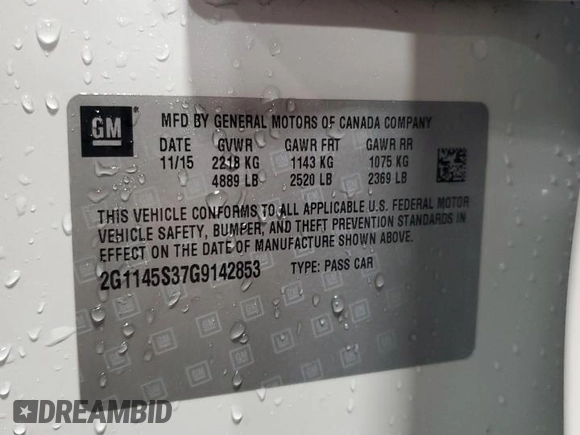 GM
MFD BY GENERAL MOTORS OF CANADA COMPANY
DATE GVWR GAWR FRT GAWR RR
11/15 2218 KG 1143 KG 1075 KG
4889 LB 2520 LB 2369 LB
THIS VEHICLE CONFORMS TO ALL APPLICABLE U.S. FEDERAL MOTOR
VEHICLE SAFETY, BUMPER, AND THEFT PREVENTION STANDARDS IN
EFFECT ON THE DATE OF MANUFACTURE SHOWN ABOVE.
2G1145S37G9142853 TYPE: PASS CAR
DREAMBID